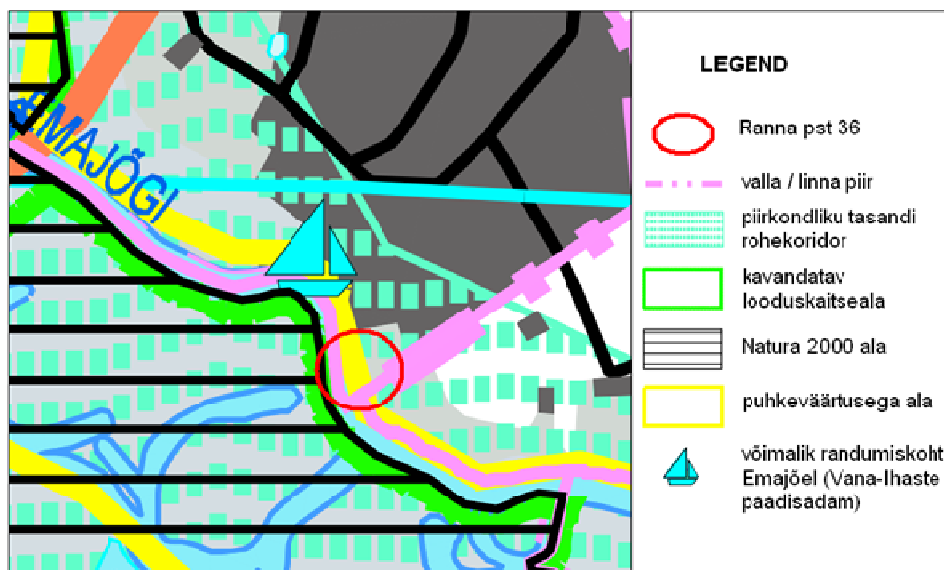 EMAJÕGI
LEGEND
Ranna pst 36
valla / linna piir
piirkondliku tasandi
rohekoridor
kavandatav
looduskaitseala
Natura 2000 ala
puhkeväärtusega ala
võimalik randumiskoht
Emajõel (Vana-Ihaste
paadisadam)